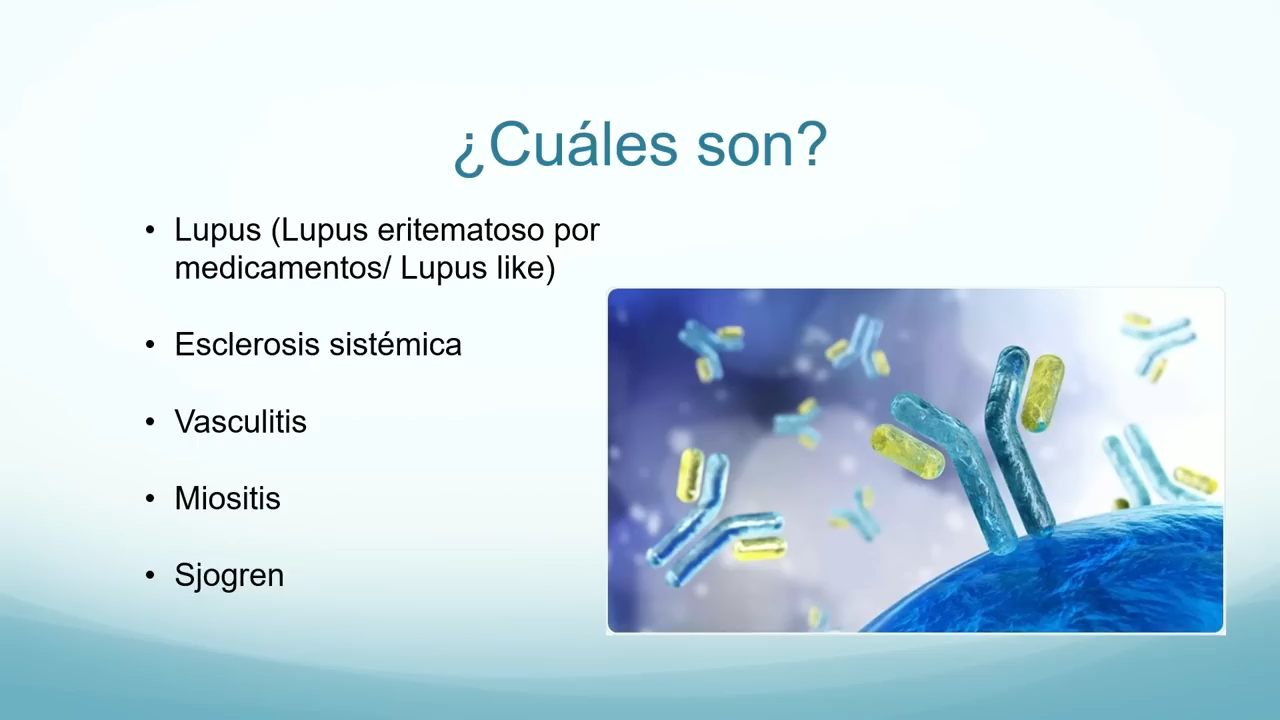 ¿Cuáles son?
• Lupus (Lupus eritematoso por
medicamentos/ Lupus like)
• Esclerosis sistémica
• Vasculitis
• Miositis
• Sjogren